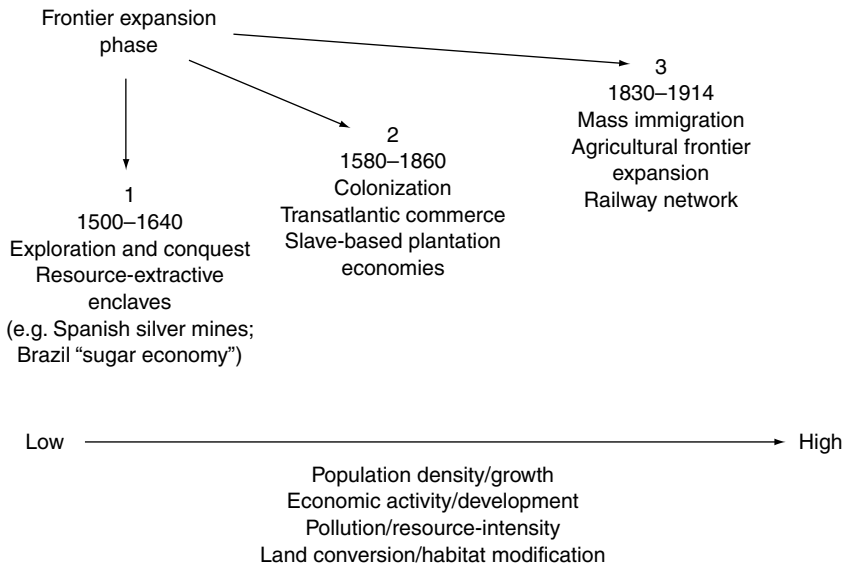 Frontier expansion
phase
1
1500–1640
Exploration and conquest
Resource-extractive
enclaves
(e.g. Spanish silver mines;
Brazil “sugar economy”)
2
1580–1860
Colonization
Transatlantic commerce
Slave-based plantation
economies
3
1830–1914
Mass immigration
Agricultural frontier
expansion
Railway network
Low
High
Population density/growth
Economic activity/development
Pollution/resource-intensity
Land conversion/habitat modification